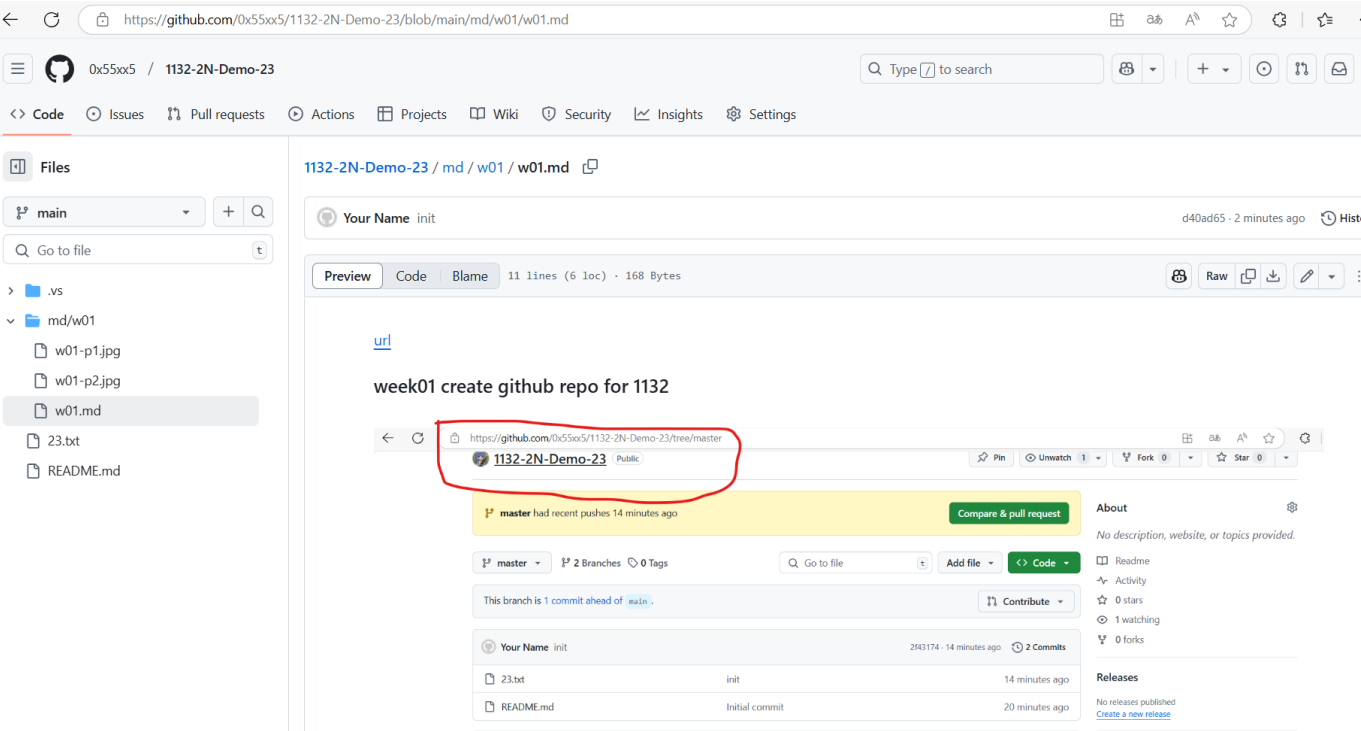 https://github.com/0x55xx5/1132-2N-Demo-23/blob/main/md/w01/w01.md
0x55xx5 / 1132-2N-Demo-23
Type / to search
Code Issues Pull requests Actions Projects Wiki Security Insights Settings
Files
main
Go to file t
.vs
md/w01
w01-p1.jpg
w01-p2.jpg
w01.md
23.txt
README.md
1132-2N-Demo-23 / md / w01 / w01.md
Your Name init d40ad65 · 2 minutes ago Histo
Preview Code Blame 11 lines (6 loc) · 168 Bytes Raw
url
week01 create github repo for 1132
https://github.com/0x55xx5/1132-2N-Demo-23/tree/master
1132-2N-Demo-23 Public Pin Unwatch 1 Fork 0 Star 0
master had recent pushes 14 minutes ago Compare & pull request
master 2 Branches 0 Tags Go to file t Add file Code
This branch is 1 commit ahead of main . Contribute
Your Name init 2f43174 · 14 minutes ago 2 Commits
23.txt init 14 minutes ago
README.md Initial commit 20 minutes ago
About
No description, website, or topics provided.
Readme
Activity
0 stars
1 watching
0 forks
Releases
No releases published
Create a new release